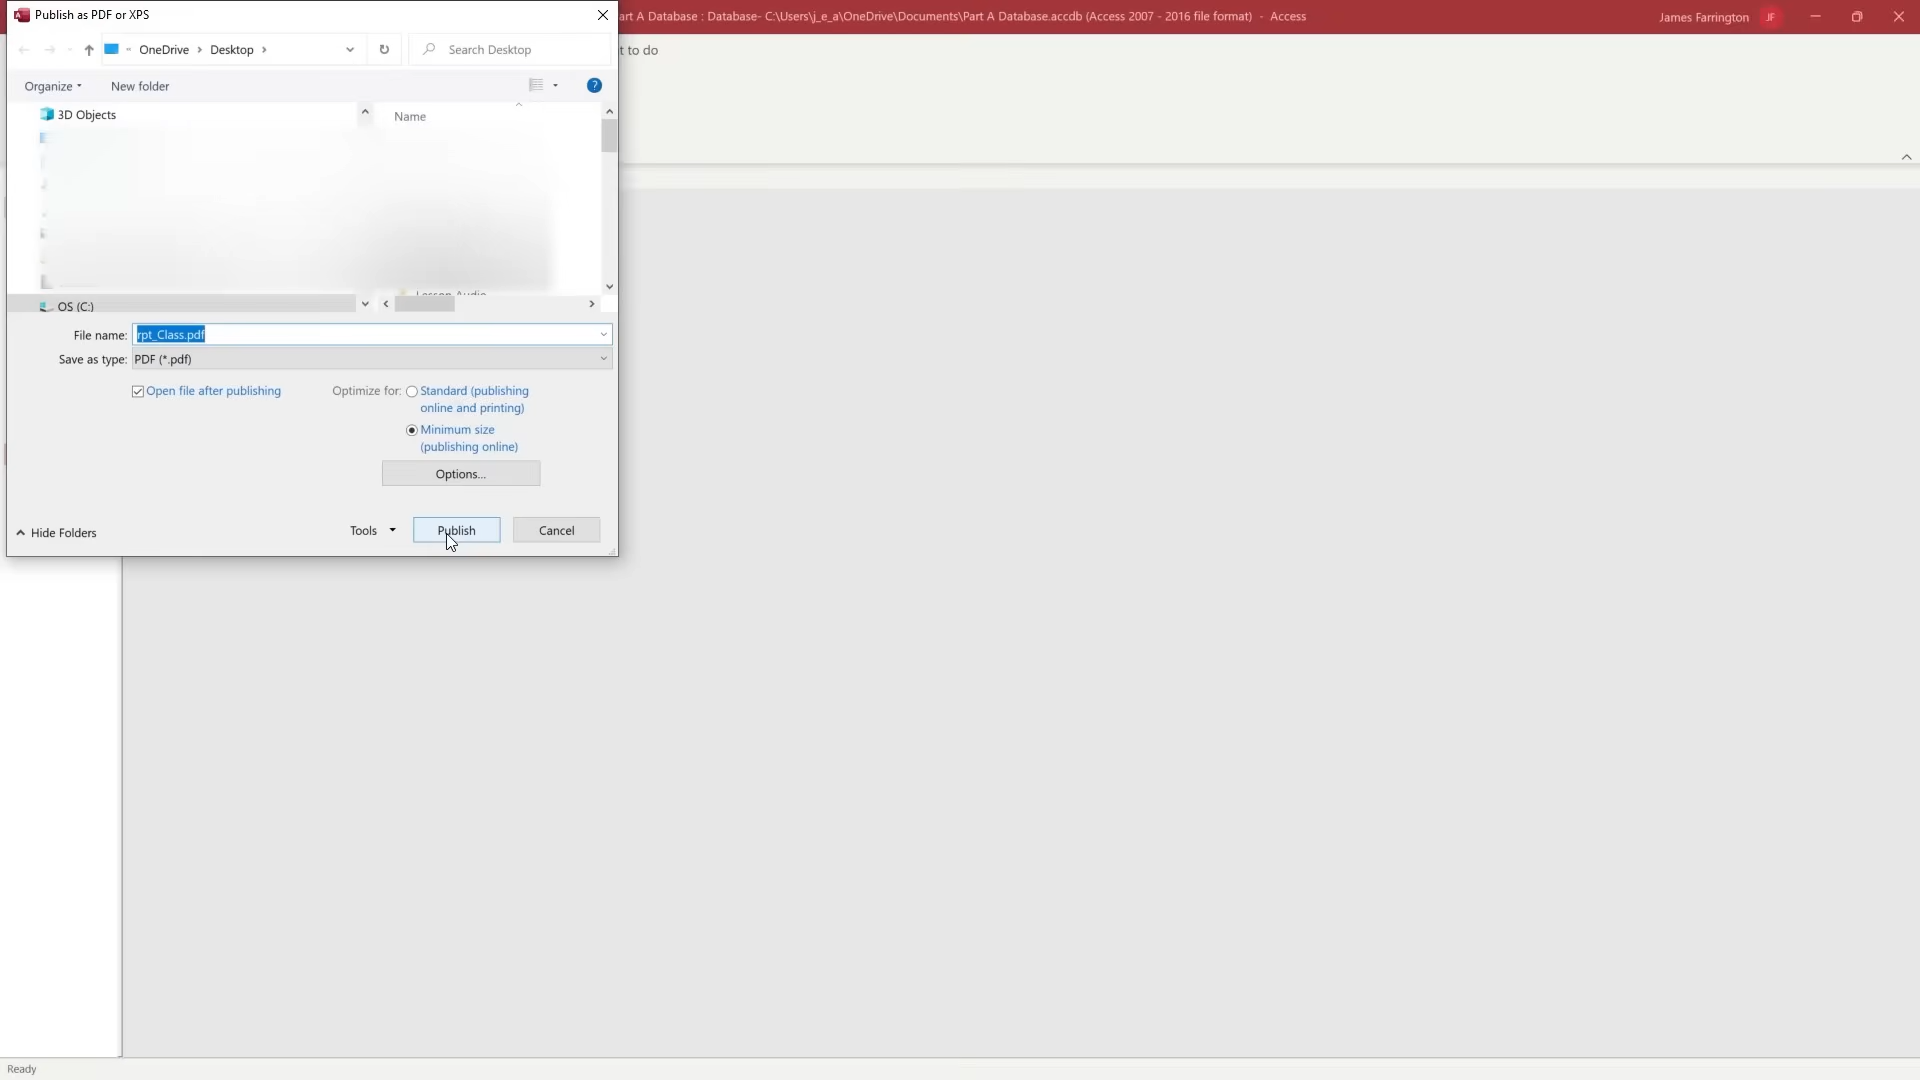 Publish as PDF or XPS
art A Database : Database- C:\Users\j_e_a\OneDrive\Documents\Part A Database.accdb (Access 2007 - 2016 file format) - Access
James Farrington JF
« OneDrive > Desktop >
Search Desktop
t to do
Organize
New folder
3D Objects
Name
Lesson Audio
OS (C:)
File name: rpt_Class.pdf
Save as type: PDF (*.pdf)
Open file after publishing
Optimize for: Standard (publishing
online and printing)
Minimum size
(publishing online)
Options...
Hide Folders
Tools
Publish
Cancel
Ready